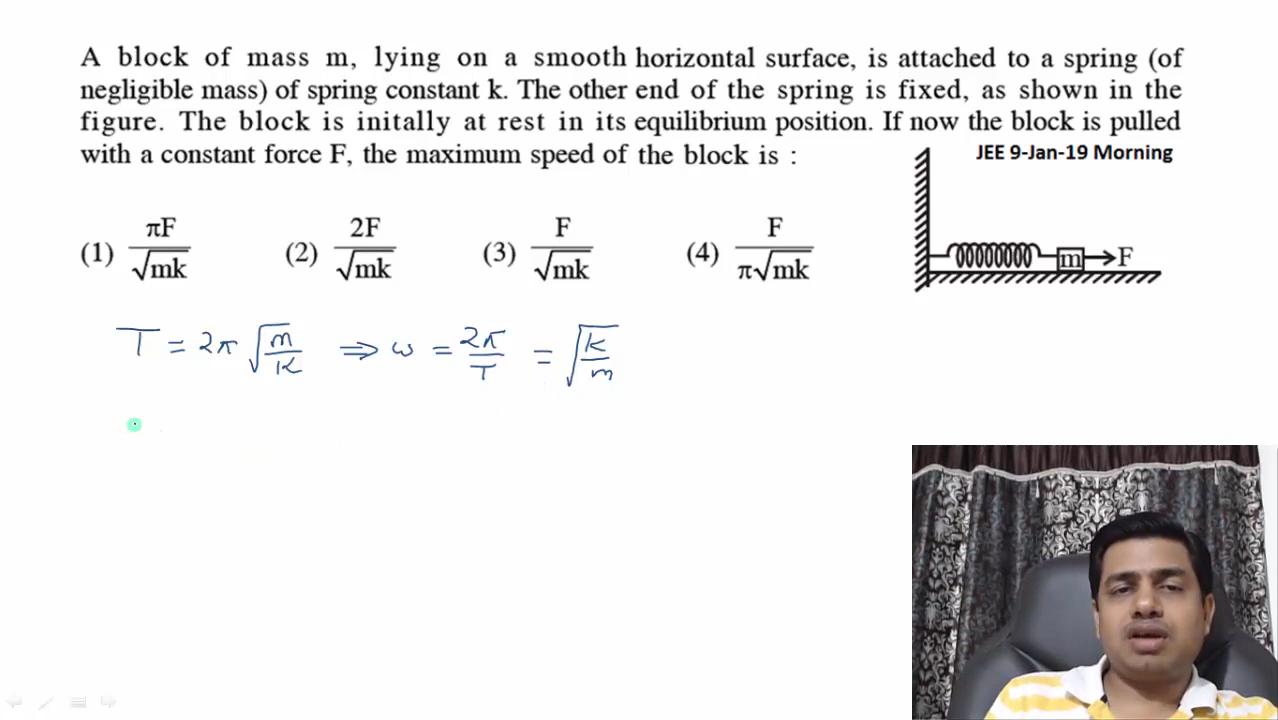 A block of mass m, lying on a smooth horizontal surface, is attached to a spring (of
negligible mass) of spring constant k. The other end of the spring is fixed, as shown in the
figure. The block is initally at rest in its equilibrium position. If now the block is pulled
with a constant force F, the maximum speed of the block is :
JEE 9-Jan-19 Morning
(1) πF/√mk (2) 2F/√mk (3) F/√mk (4) F/π√mk
m F
T = 2π √(m/K) ⇒ ω = 2π/T = √(k/m)